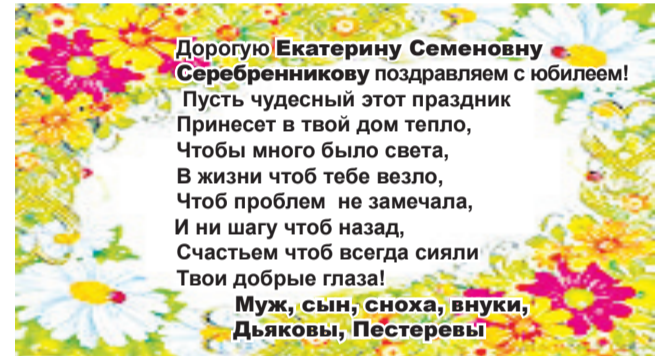 Дорогую Екатерину Семеновну
Серебренникову поздравляем с юбилеем!
Пусть чудесный этот праздник
Принесет в твой дом тепло,
Чтобы много было света,
В жизни чтоб тебе везло,
Чтоб проблем не замечала,
И ни шагу чтоб назад,
Счастьем чтоб всегда сияли
Твои добрые глаза!
Муж, сын, сноха, внуки,
Дьяковы, Пестеревы